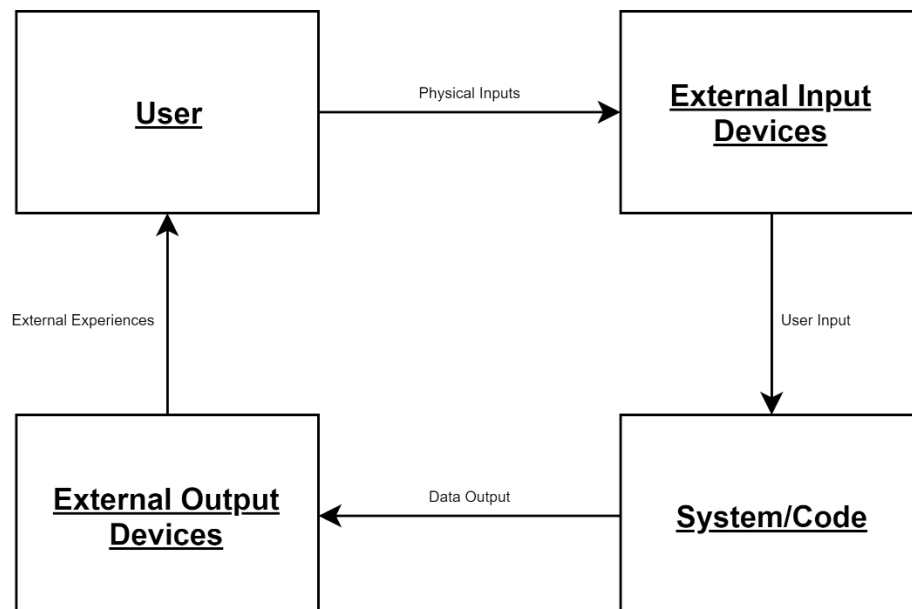 User
Physical Inputs
External Input
Devices
External Experiences
User Input
External Output
Devices
Data Output
System/Code